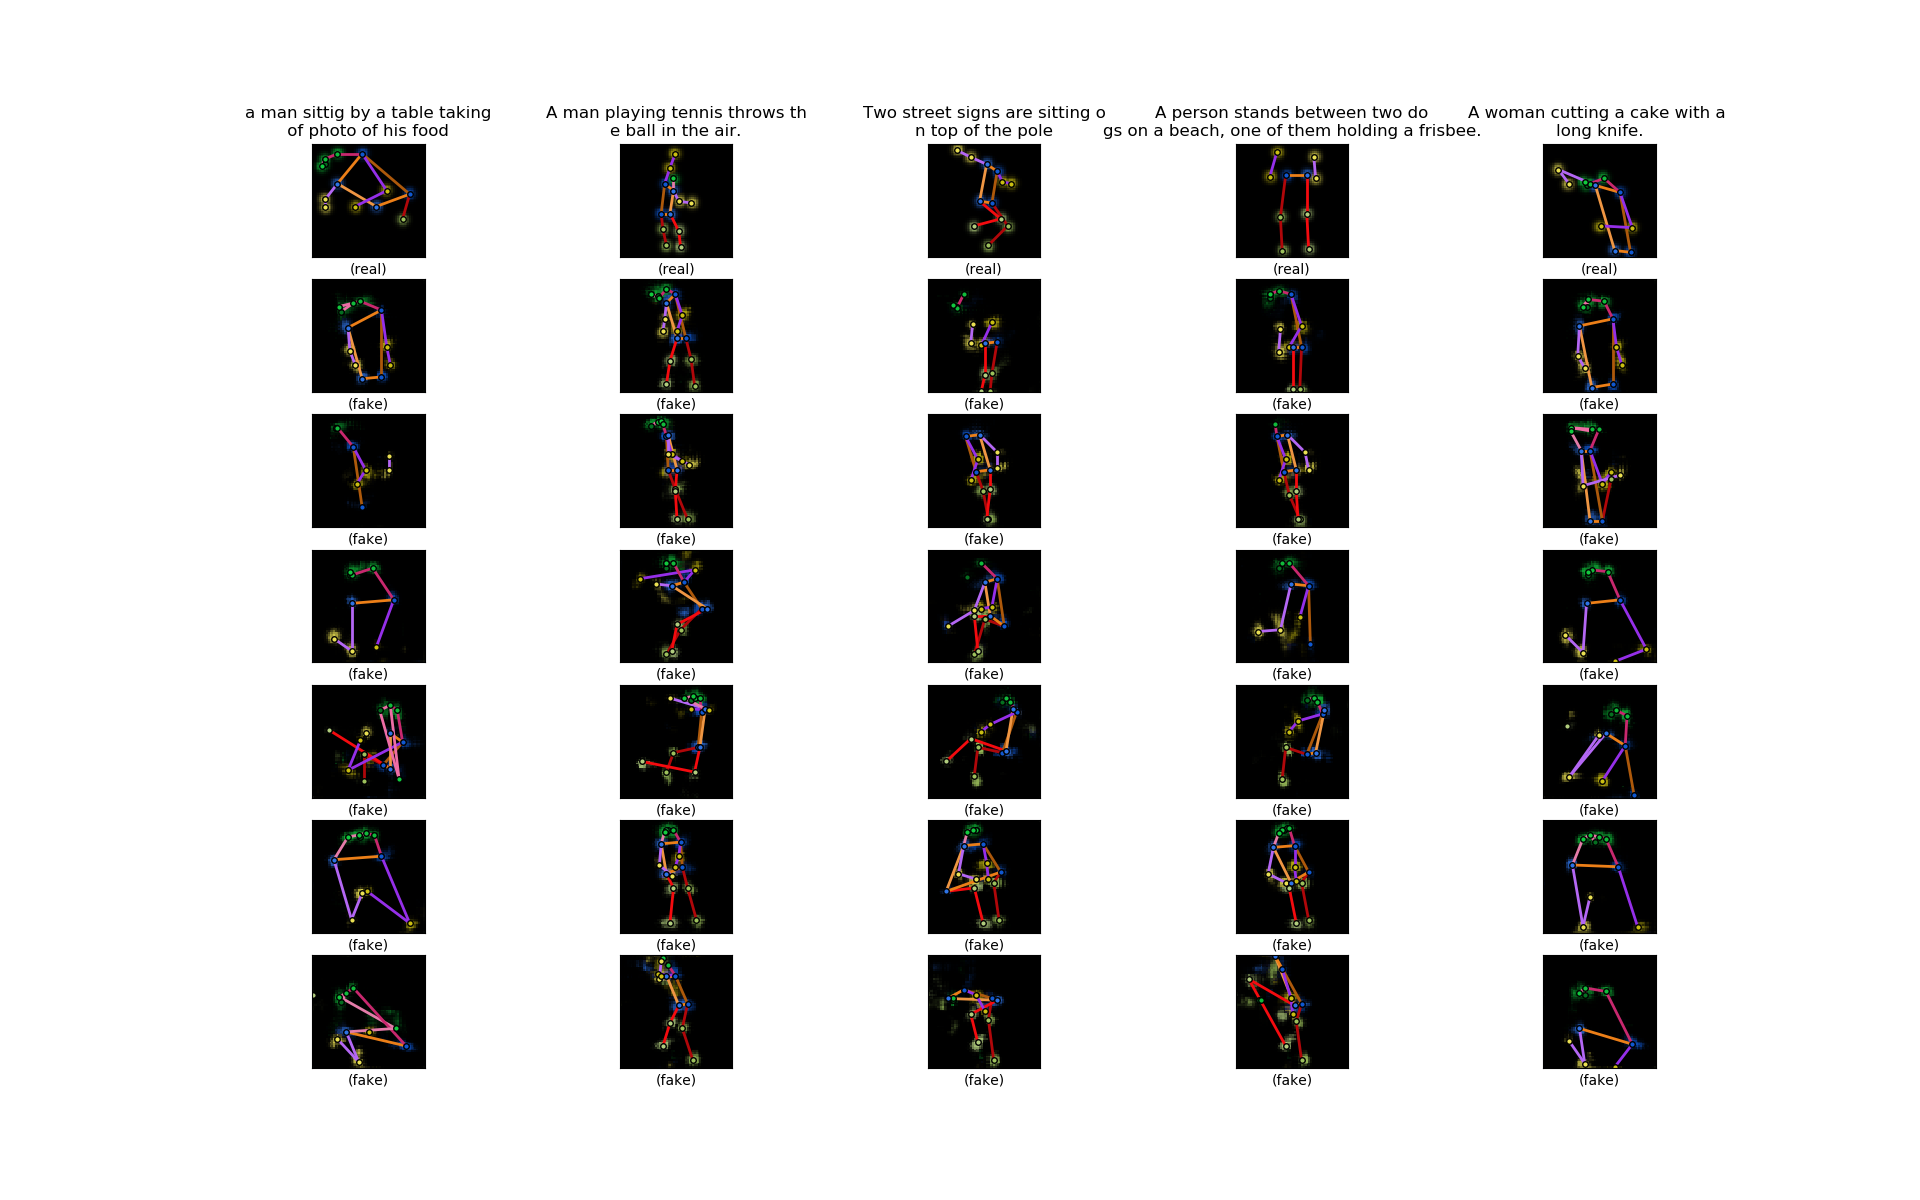 a man sittig by a table taking
of photo of his food
A man playing tennis throws th
e ball in the air.
Two street signs are sitting o
n top of the pole
A person stands between two do
gs on a beach, one of them holding a frisbee.
A woman cutting a cake with a
long knife.
(real) (real) (real) (real) (real)
(fake) (fake) (fake) (fake) (fake)
(fake) (fake) (fake) (fake) (fake)
(fake) (fake) (fake) (fake) (fake)
(fake) (fake) (fake) (fake) (fake)
(fake) (fake) (fake) (fake) (fake)
(fake) (fake) (fake) (fake) (fake)